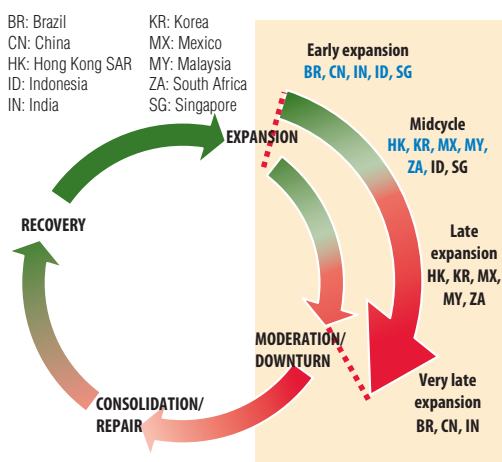 BR: Brazil
CN: China
HK: Hong Kong SAR
ID: Indonesia
IN: India
KR: Korea
MX: Mexico
MY: Malaysia
ZA: South Africa
SG: Singapore
Early expansion
BR, CN, IN, ID, SG
EXPANSION
Midcycle
HK, KR, MX, MY,
ZA, ID, SG
RECOVERY
Late
expansion
HK, KR, MX,
MY, ZA
MODERATION/
DOWNTURN
Very late
expansion
BR, CN, IN
CONSOLIDATION/
REPAIR